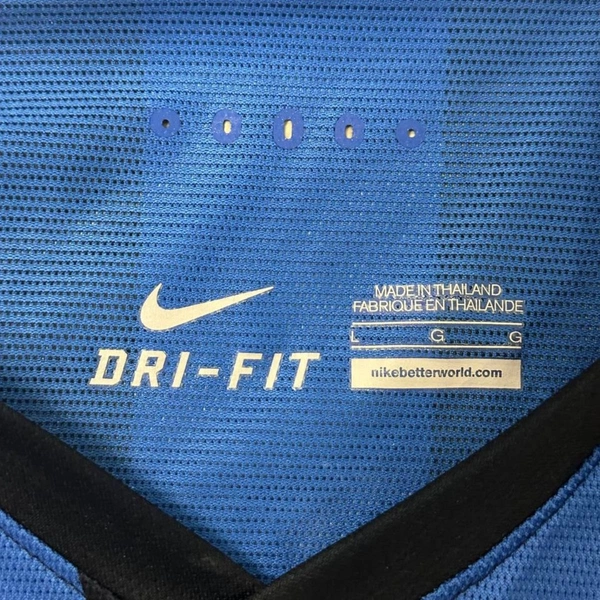 DRI-FIT
MADE IN THAILAND
FABRIQUE EN THAILANDE
L G G
nikebetterworld.com